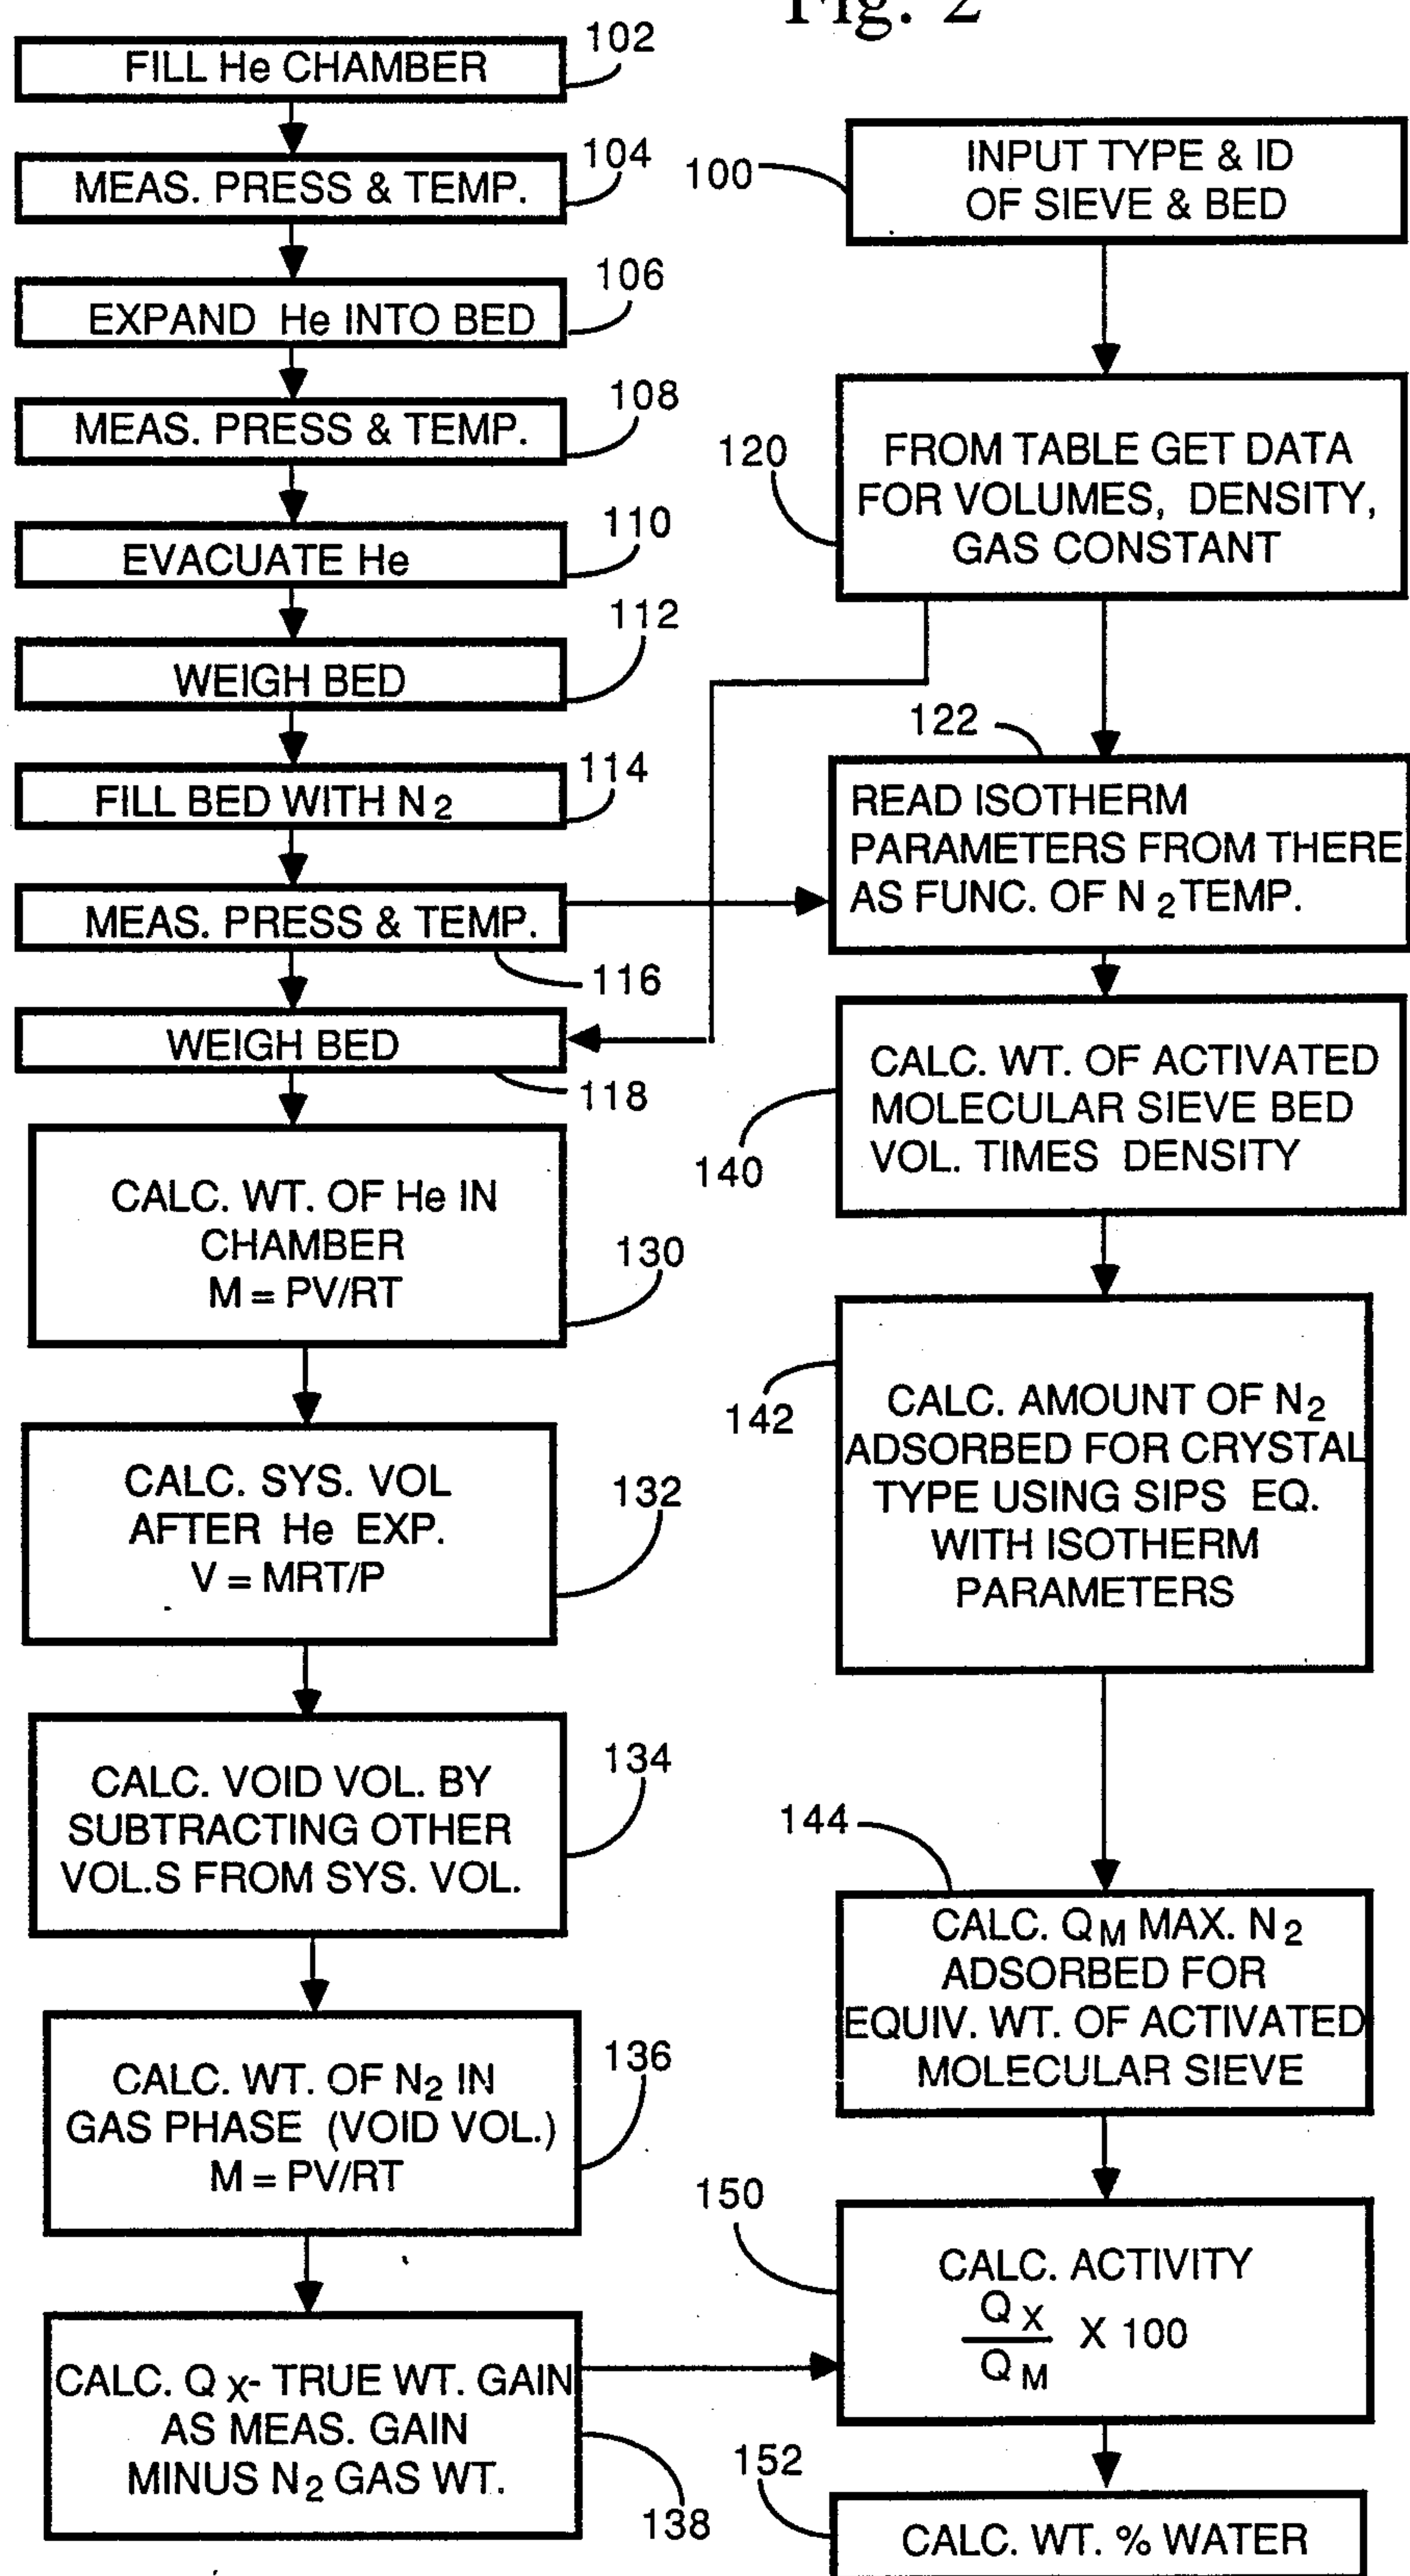 Fig. 2
FILL He CHAMBER
102
MEAS. PRESS & TEMP.
104
EXPAND He INTO BED
106
MEAS. PRESS & TEMP.
108
EVACUATE He
110
WEIGH BED
112
FILL BED WITH N2
114
MEAS. PRESS & TEMP.
116
WEIGH BED
118
CALC. WT. OF He IN
CHAMBER
M = PV/RT
130
CALC. SYS. VOL
AFTER He EXP.
V = MRT/P
132
CALC. VOID VOL. BY
SUBTRACTING OTHER
VOL.S FROM SYS. VOL.
134
CALC. WT. OF N2 IN
GAS PHASE (VOID VOL.)
M = PV/RT
136
CALC. QX- TRUE WT. GAIN
AS MEAS. GAIN
MINUS N2 GAS WT.
138
100
INPUT TYPE & ID
OF SIEVE & BED
120
FROM TABLE GET DATA
FOR VOLUMES, DENSITY,
GAS CONSTANT
122
READ ISOTHERM
PARAMETERS FROM THERE
AS FUNC. OF N2 TEMP.
140
CALC. WT. OF ACTIVATED
MOLECULAR SIEVE BED
VOL. TIMES DENSITY
142
CALC. AMOUNT OF N2
ADSORBED FOR CRYSTAL
TYPE USING SIPS EQ.
WITH ISOTHERM
PARAMETERS
144
CALC. QM MAX. N2
ADSORBED FOR
EQUIV. WT. OF ACTIVATED
MOLECULAR SIEVE
150
CALC. ACTIVITY
QX
X 100
QM
152
CALC. WT. % WATER